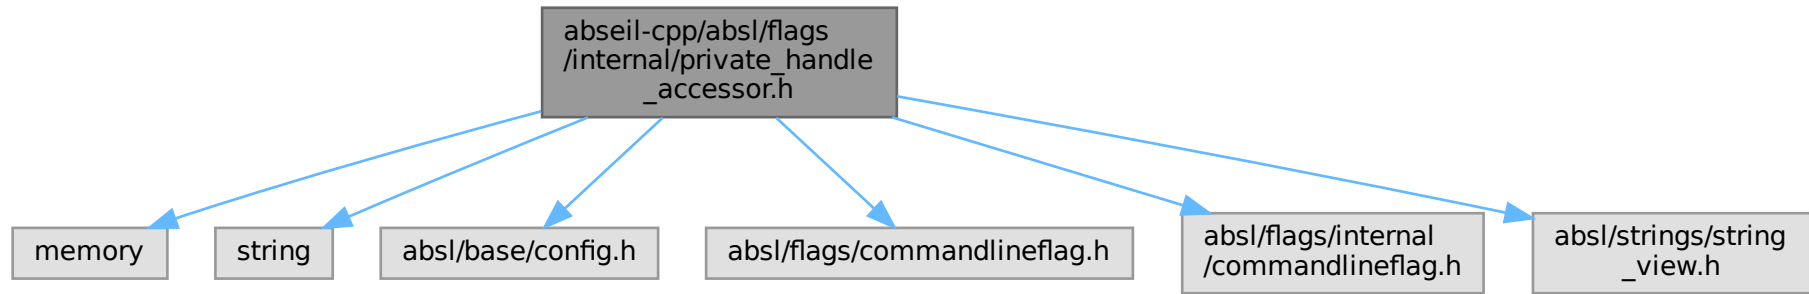 abseil-cpp/absl/flags
/internal/private_handle
_accessor.h
memory
string
absl/base/config.h
absl/flags/commandlineflag.h
absl/flags/internal
/commandlineflag.h
absl/strings/string
_view.h